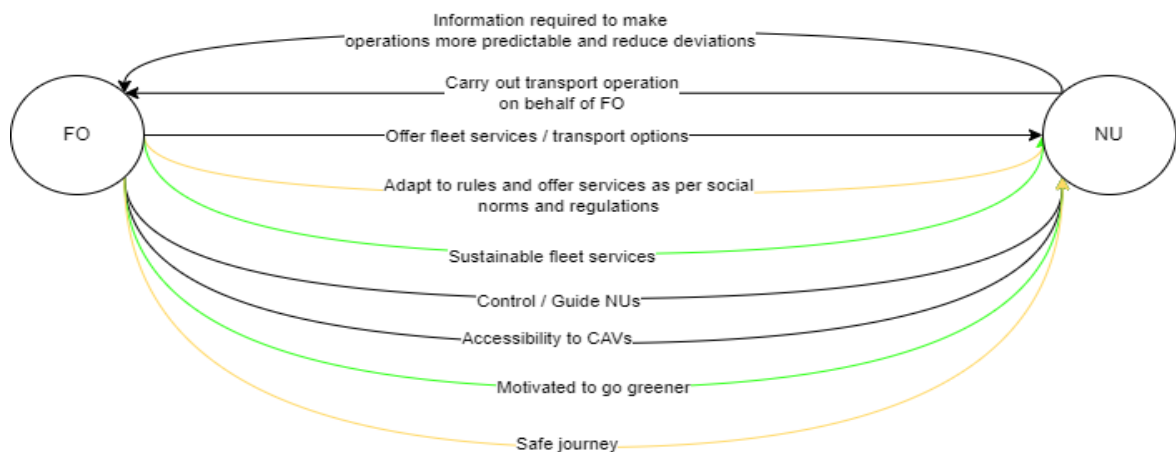 Information required to make
operations more predictable and reduce deviations
Carry out transport operation
on behalf of FO
FO
Offer fleet services / transport options
NU
Adapt to rules and offer services as per social
norms and regulations
Sustainable fleet services
Control / Guide NUs
Accessibility to CAVs
Motivated to go greener
Safe journey